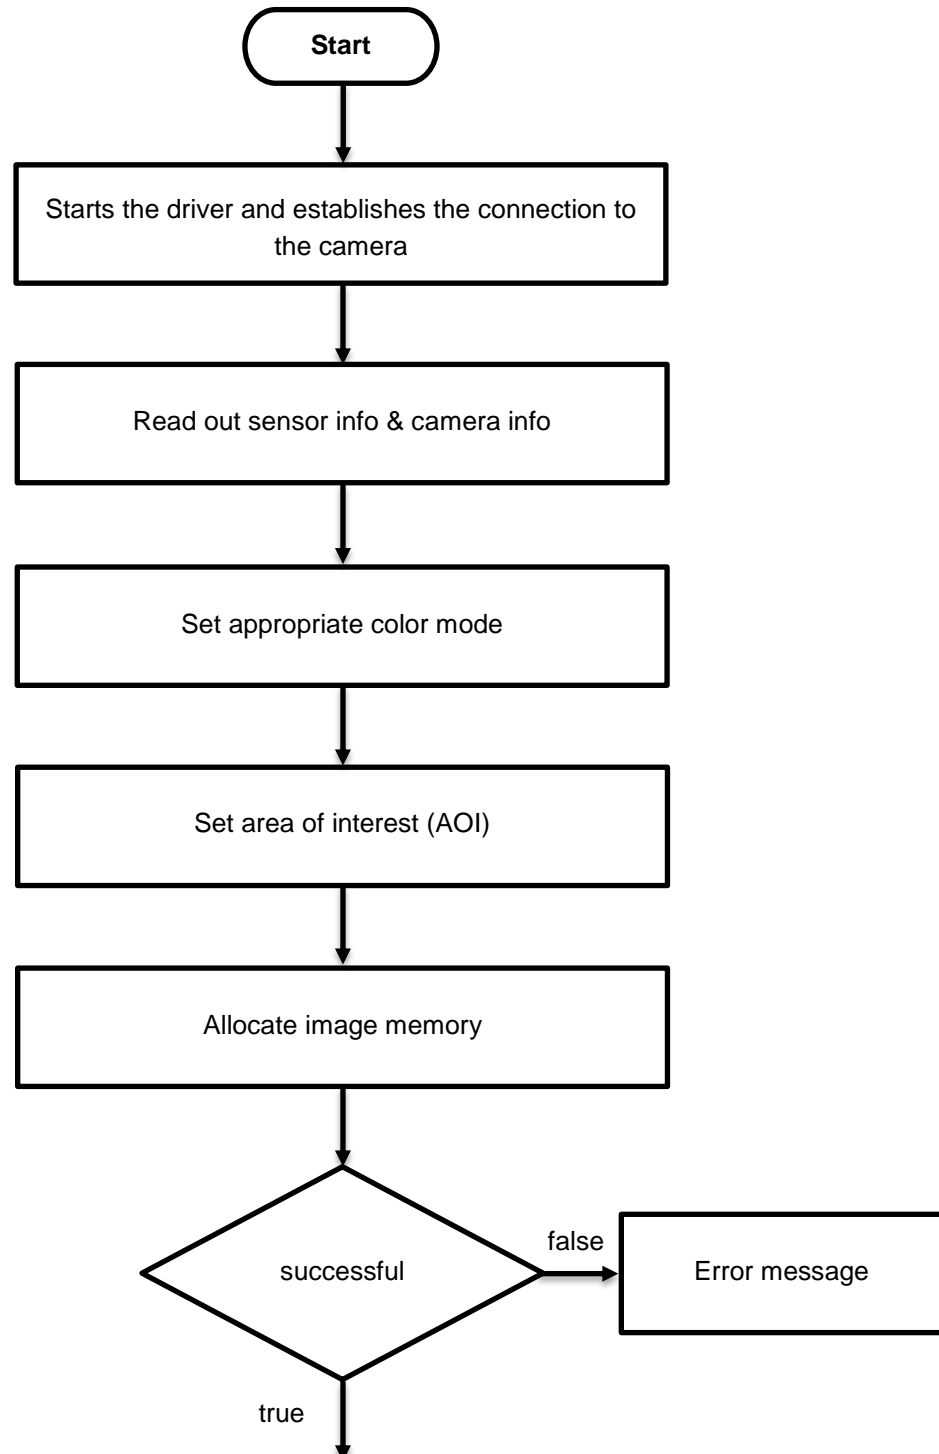 Start
Starts the driver and establishes the connection to
the camera
Read out sensor info & camera info
Set appropriate color mode
Set area of interest (AOI)
Allocate image memory
successful
false
Error message
true